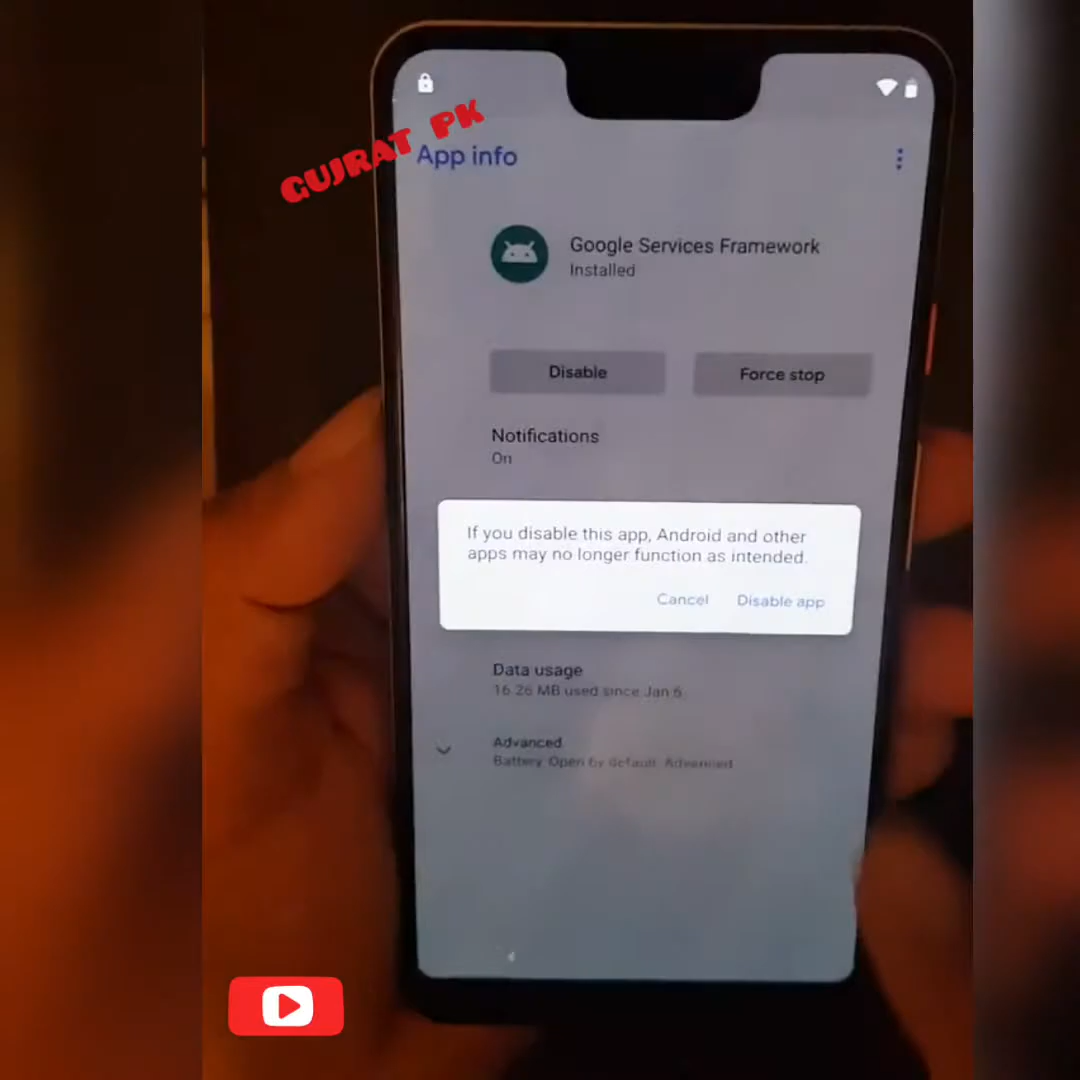 GUJRAT PK
App info
Google Services Framework
Installed
Disable
Force stop
Notifications
On
If you disable this app, Android and other
apps may no longer function as intended.
Cancel
Disable app
Data usage
16.26 MB used since Jan 6
Advanced
Battery, Open by default, Advanced